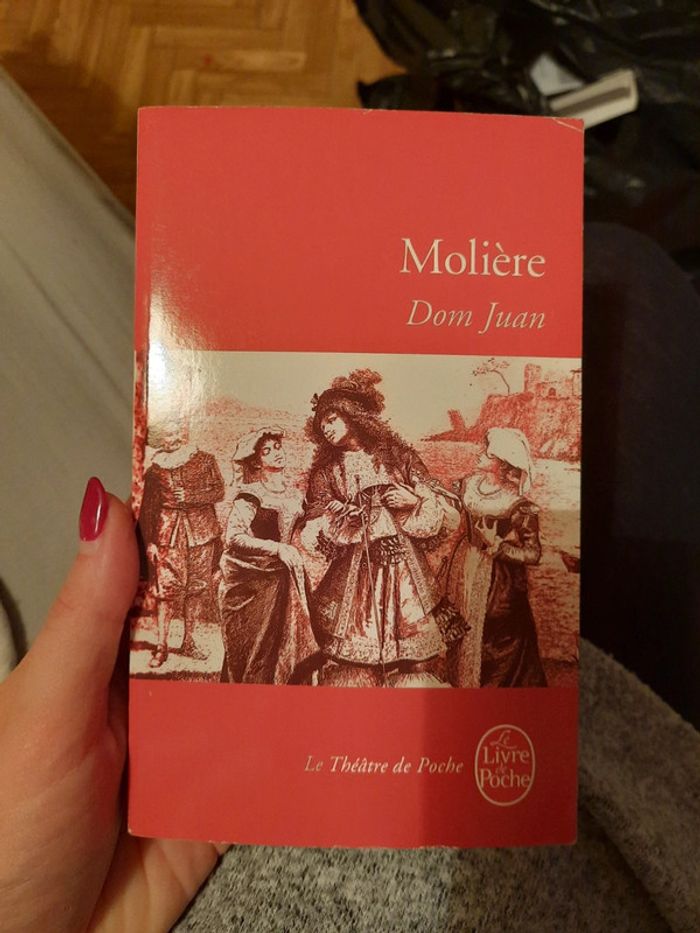 Molière
Dom Juan
Le Théâtre de Poche
Le
Livre
de
Poche